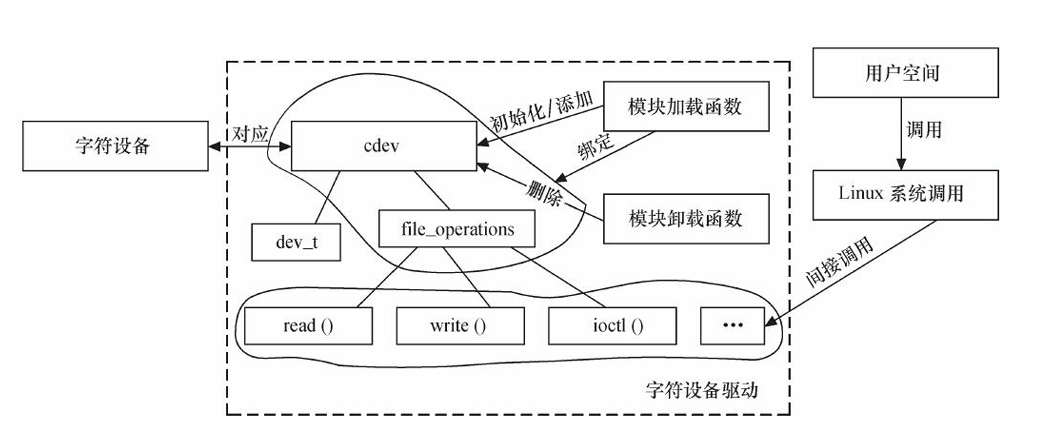 用户空间
模块加载函数
初始化/添加
调用
字符设备
对应
cdev
绑定
删除
Linux 系统调用
模块卸载函数
dev_t
file_operations
间接调用
read ()
write ()
ioctl ()
...
字符设备驱动